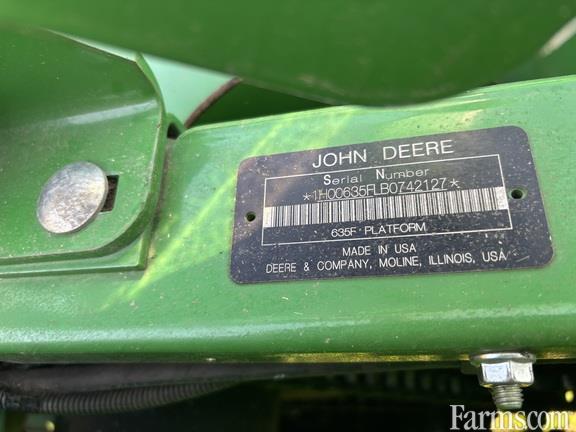 JOHN DEERE
Serial Number
*1H00635FLB0742127*
635F PLATFORM
MADE IN USA
DEERE & COMPANY, MOLINE, ILLINOIS, USA
Farms.com